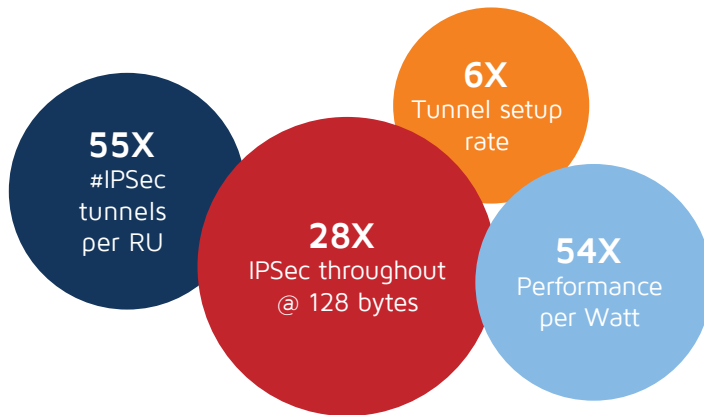 55X
#IPSec
tunnels
per RU
28X
IPSec throughout
@ 128 bytes
6X
Tunnel setup
rate
54X
Performance
per Watt